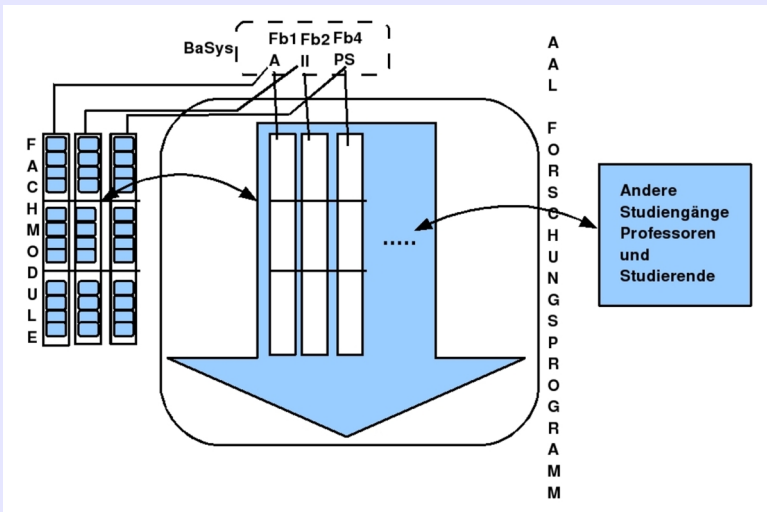 BaSys
Fb1 Fb2 Fb4
A II PS
FACHMODULE
.....
AAL FORSCHUNGSPROGRAMM
Andere
Studiengänge
Professoren
und
Studierende